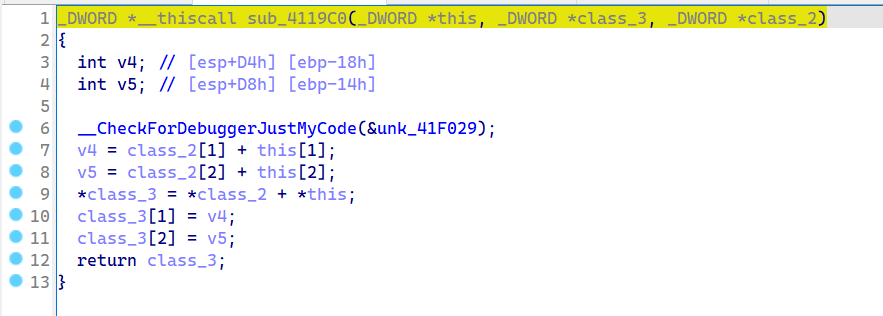 1 _DWORD *__thiscall sub_4119C0(_DWORD *this, _DWORD *class_3, _DWORD *class_2)
2 {
3   int v4; // [esp+D4h] [ebp-18h]
4   int v5; // [esp+D8h] [ebp-14h]
5
6   __CheckForDebuggerJustMyCode(&unk_41F029);
7   v4 = class_2[1] + this[1];
8   v5 = class_2[2] + this[2];
9   *class_3 = *class_2 + *this;
10   class_3[1] = v4;
11   class_3[2] = v5;
12   return class_3;
13 }